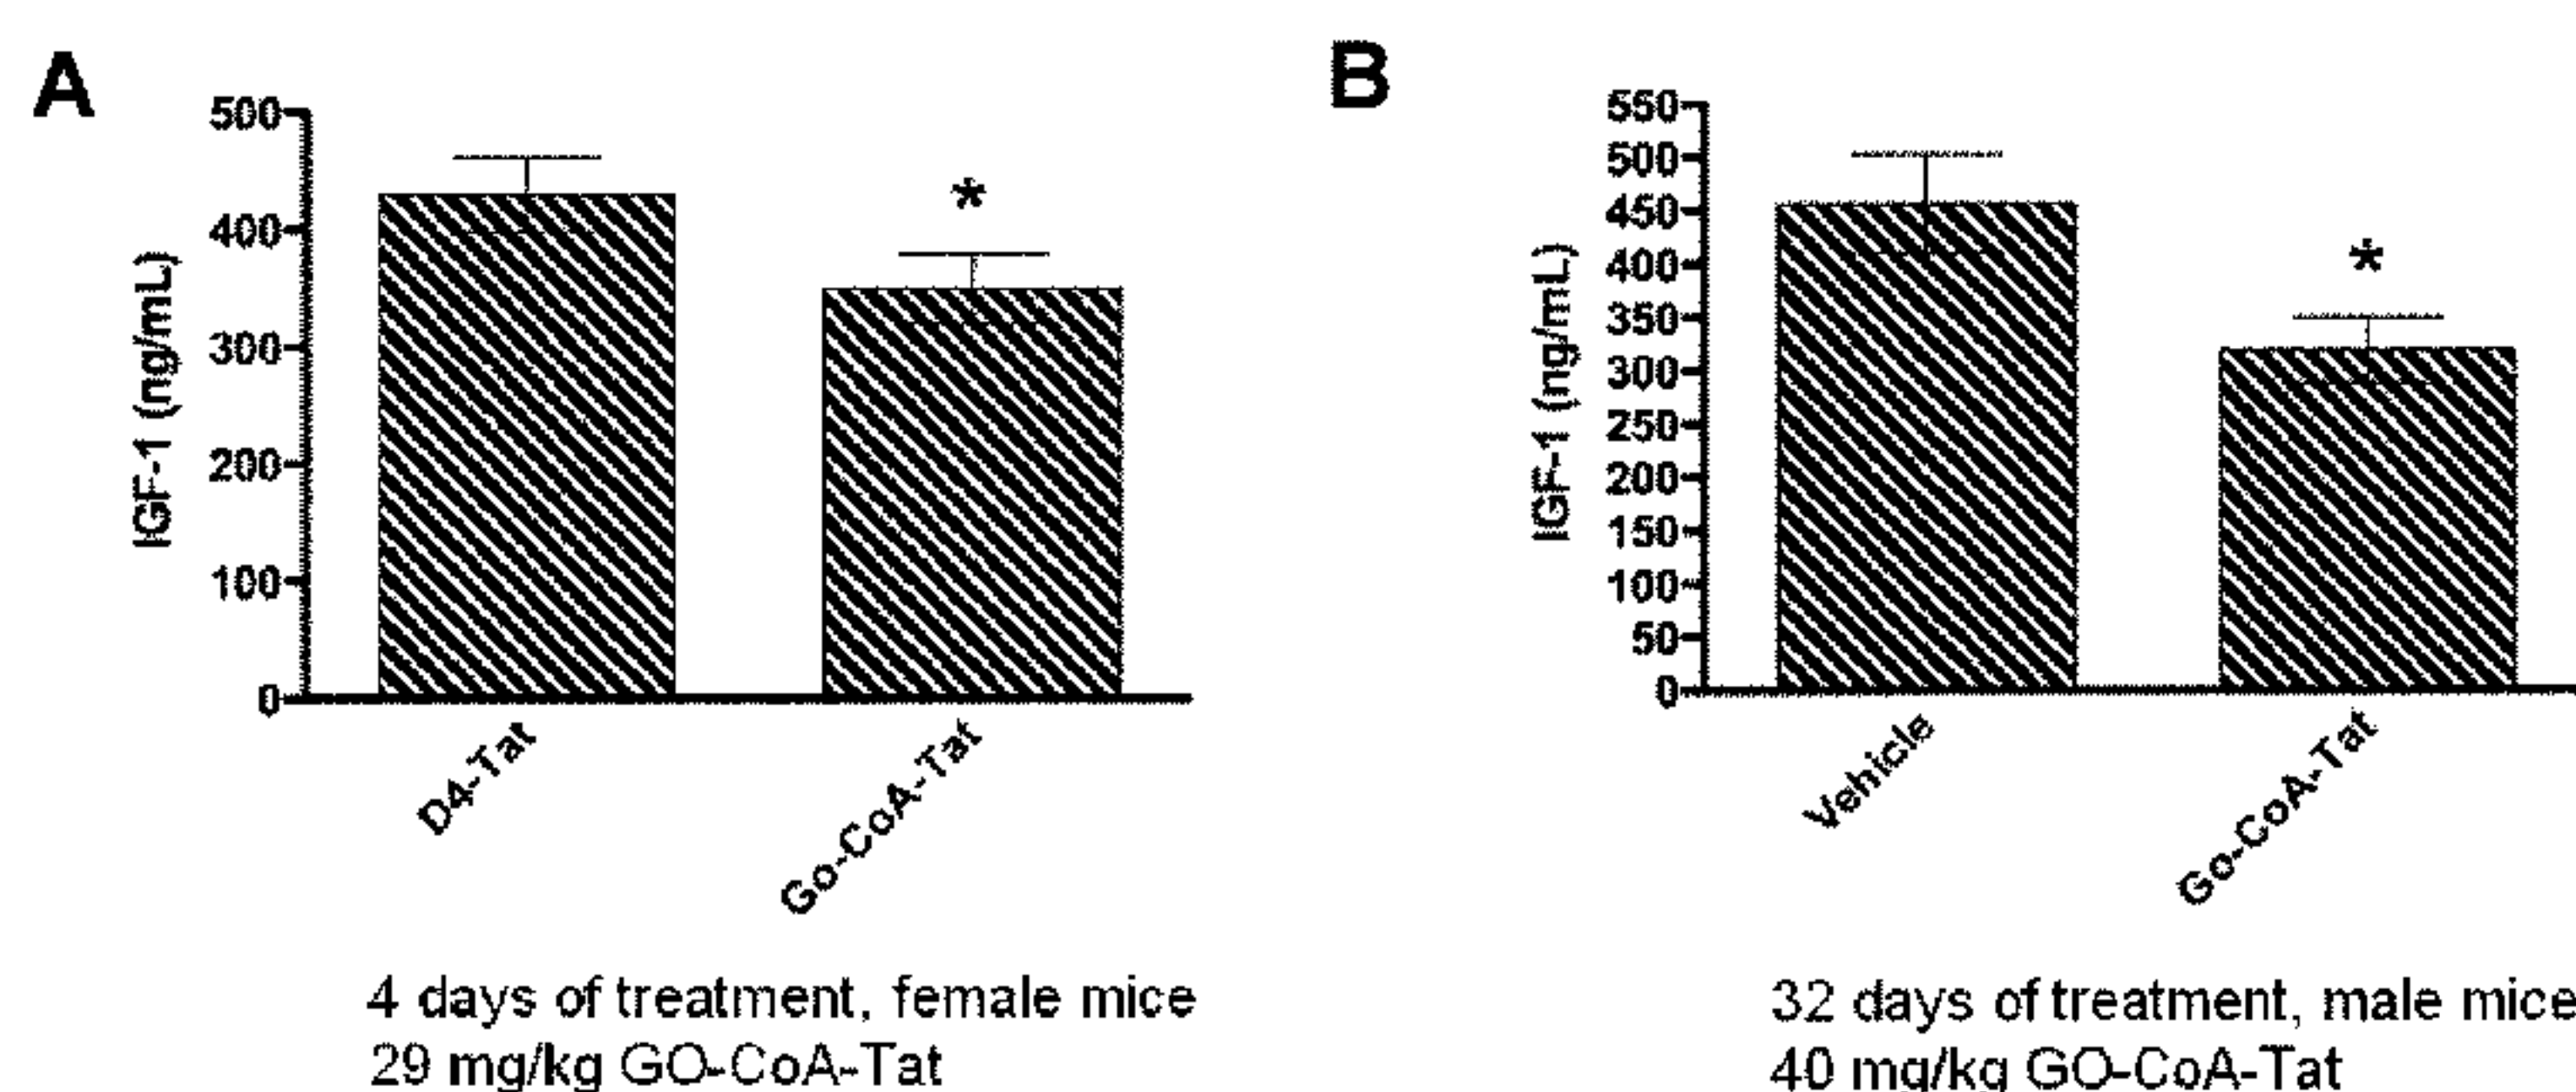 A
500
400
300
200
100
0
IGF-1 (ng/mL)
*
D4-Tat
Go-CoA-Tat
4 days of treatment, female mice
29 mg/kg GO-CoA-Tat
B
550
500
450
400
350
300
250
200
150
100
50
0
IGF-1 (ng/mL)
*
Vehicle
Go-CoA-Tat
32 days of treatment, male mice
40 mg/kg GO-CoA-Tat